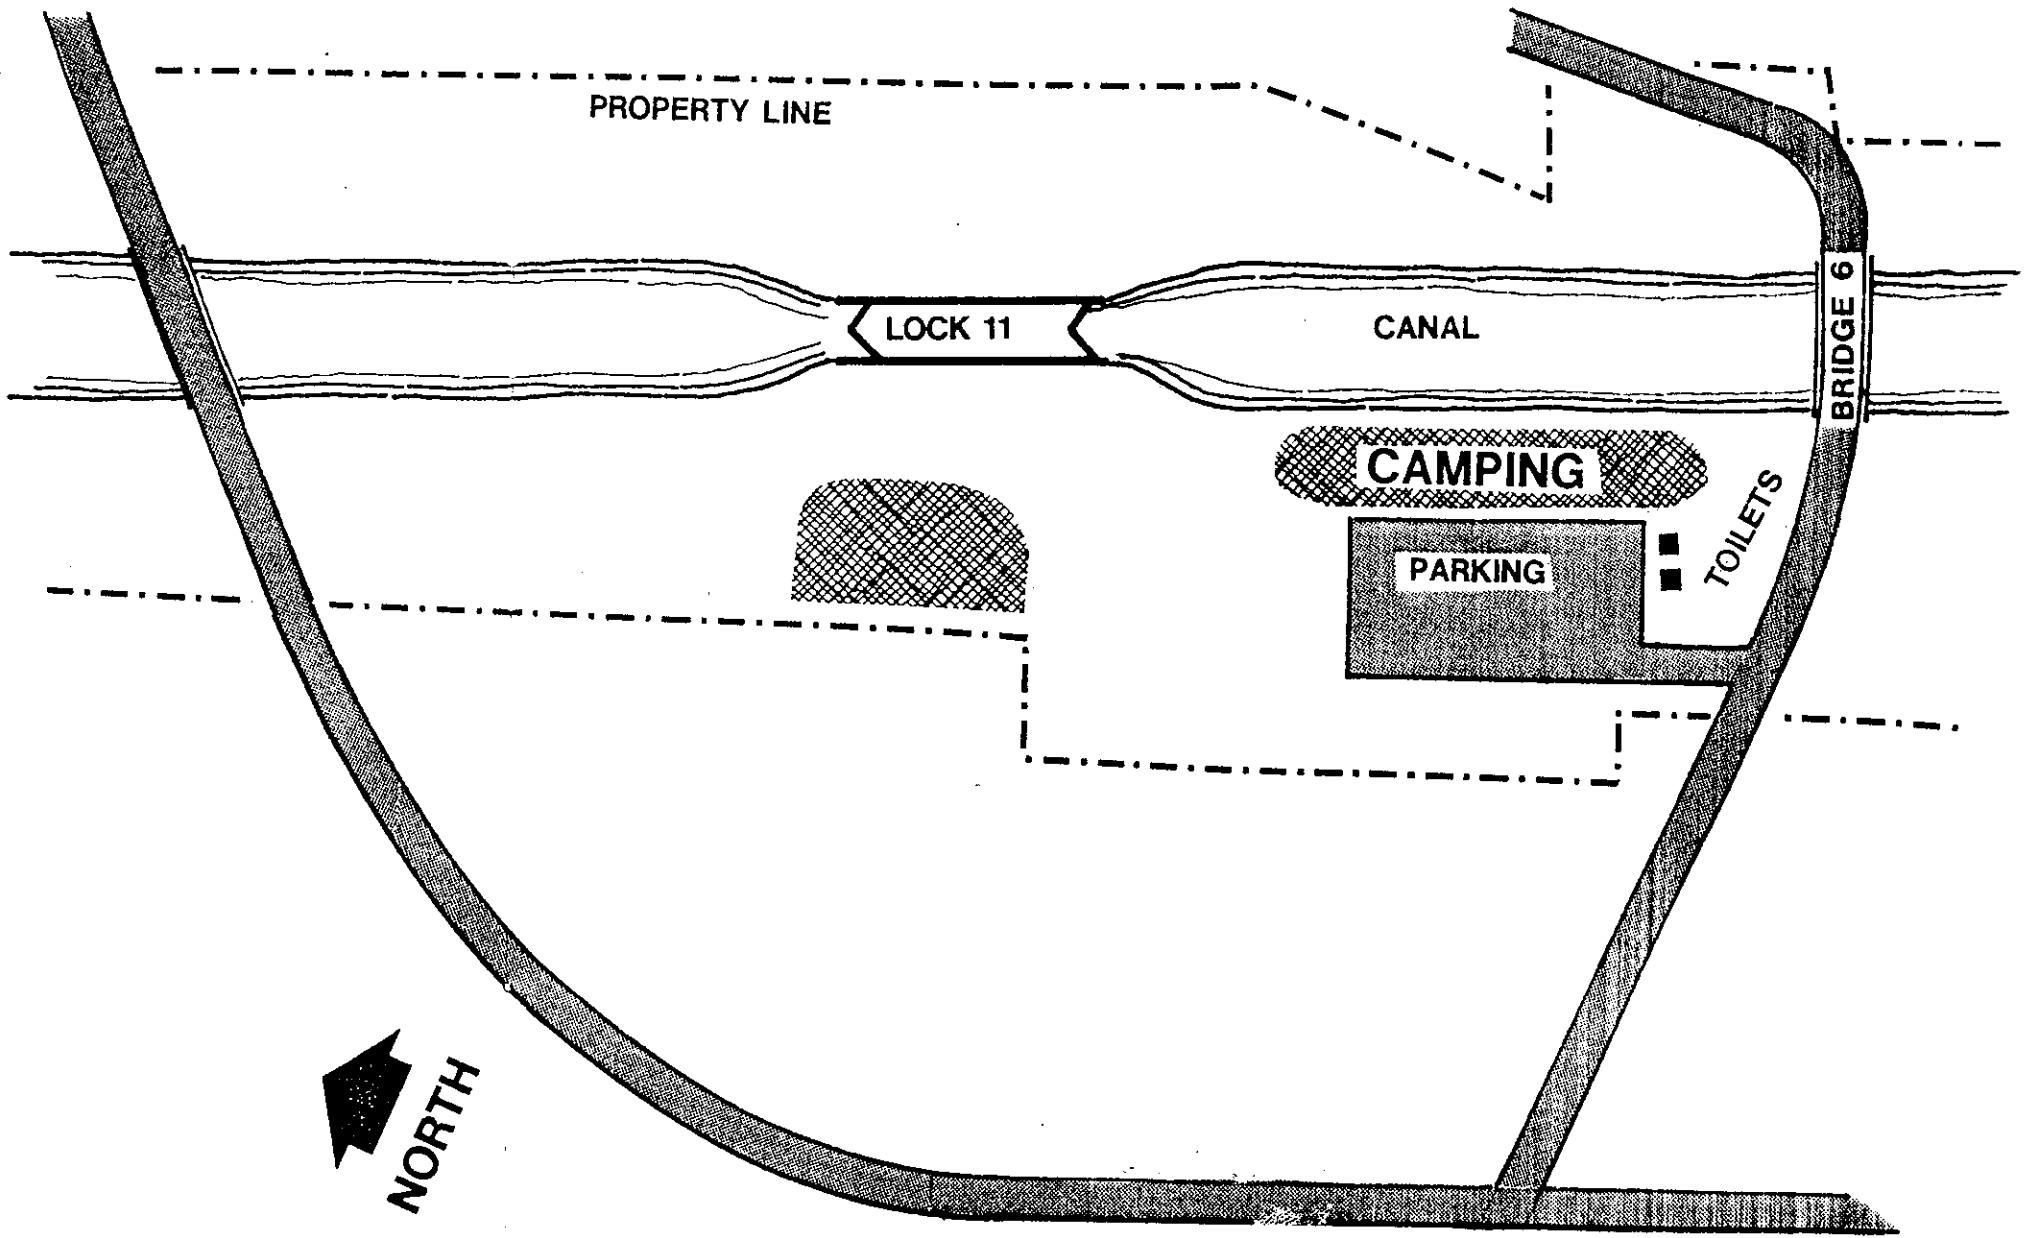 PROPERTY LINE
LOCK 11
CANAL
BRIDGE 6
CAMPING
TOILETS
PARKING
NORTH